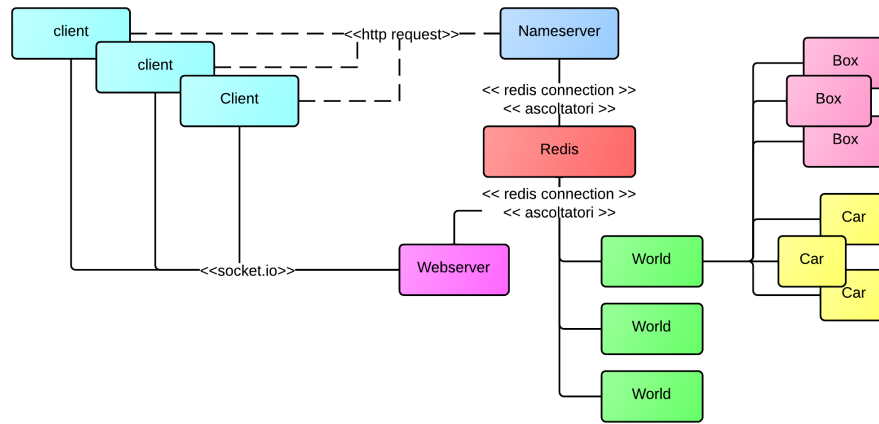 client
<<http request>>
Nameserver
client
Client
<< redis connection >>
<< ascoltatori >>
Redis
<< redis connection >>
<< ascoltatori >>
<<socket.io>>
Webserver
World
World
World
Box
Box
Box
Car
Car
Car